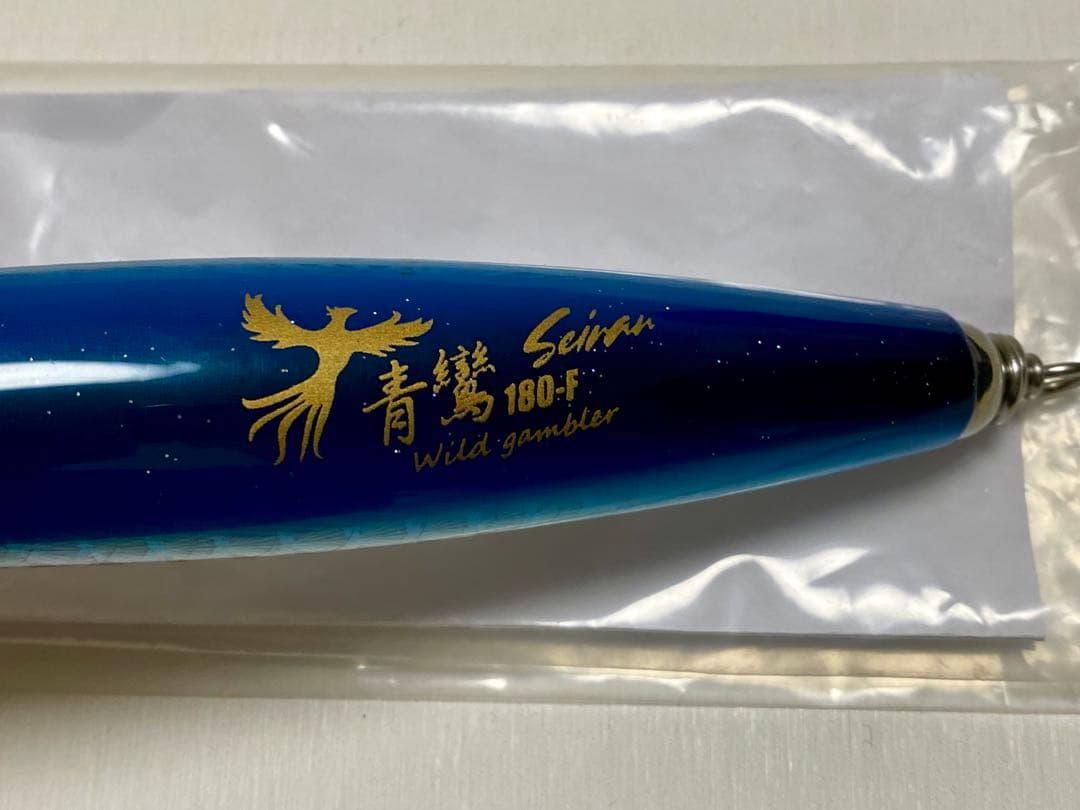 Seiran
青鸞 180-F
Wild gambler